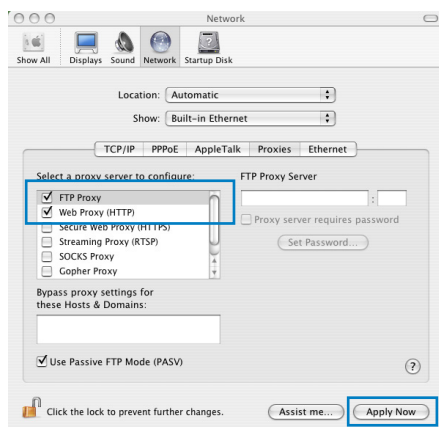 Network
Show All Displays Sound Network Startup Disk
Location: Automatic
Show: Built-in Ethernet
TCP/IP PPPoE AppleTalk Proxies Ethernet
Select a proxy server to configure: FTP Proxy Server
FTP Proxy
:
Web Proxy (HTTP)
Proxy server requires password
Secure Web Proxy (HTTPS)
Streaming Proxy (RTSP) Set Password...
SOCKS Proxy
Gopher Proxy
Bypass proxy settings for
these Hosts & Domains:
Use Passive FTP Mode (PASV)
?
Click the lock to prevent further changes. Assist me... Apply Now